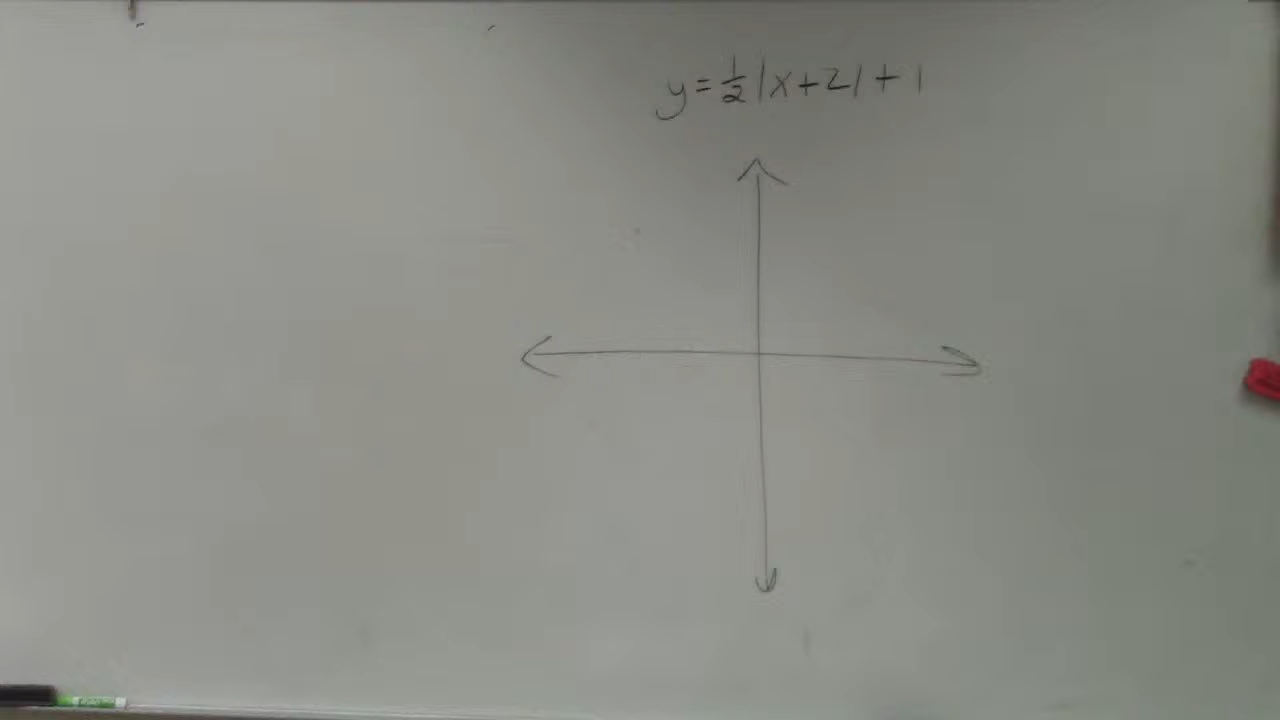 y = 1/2 |x + 2| + 1